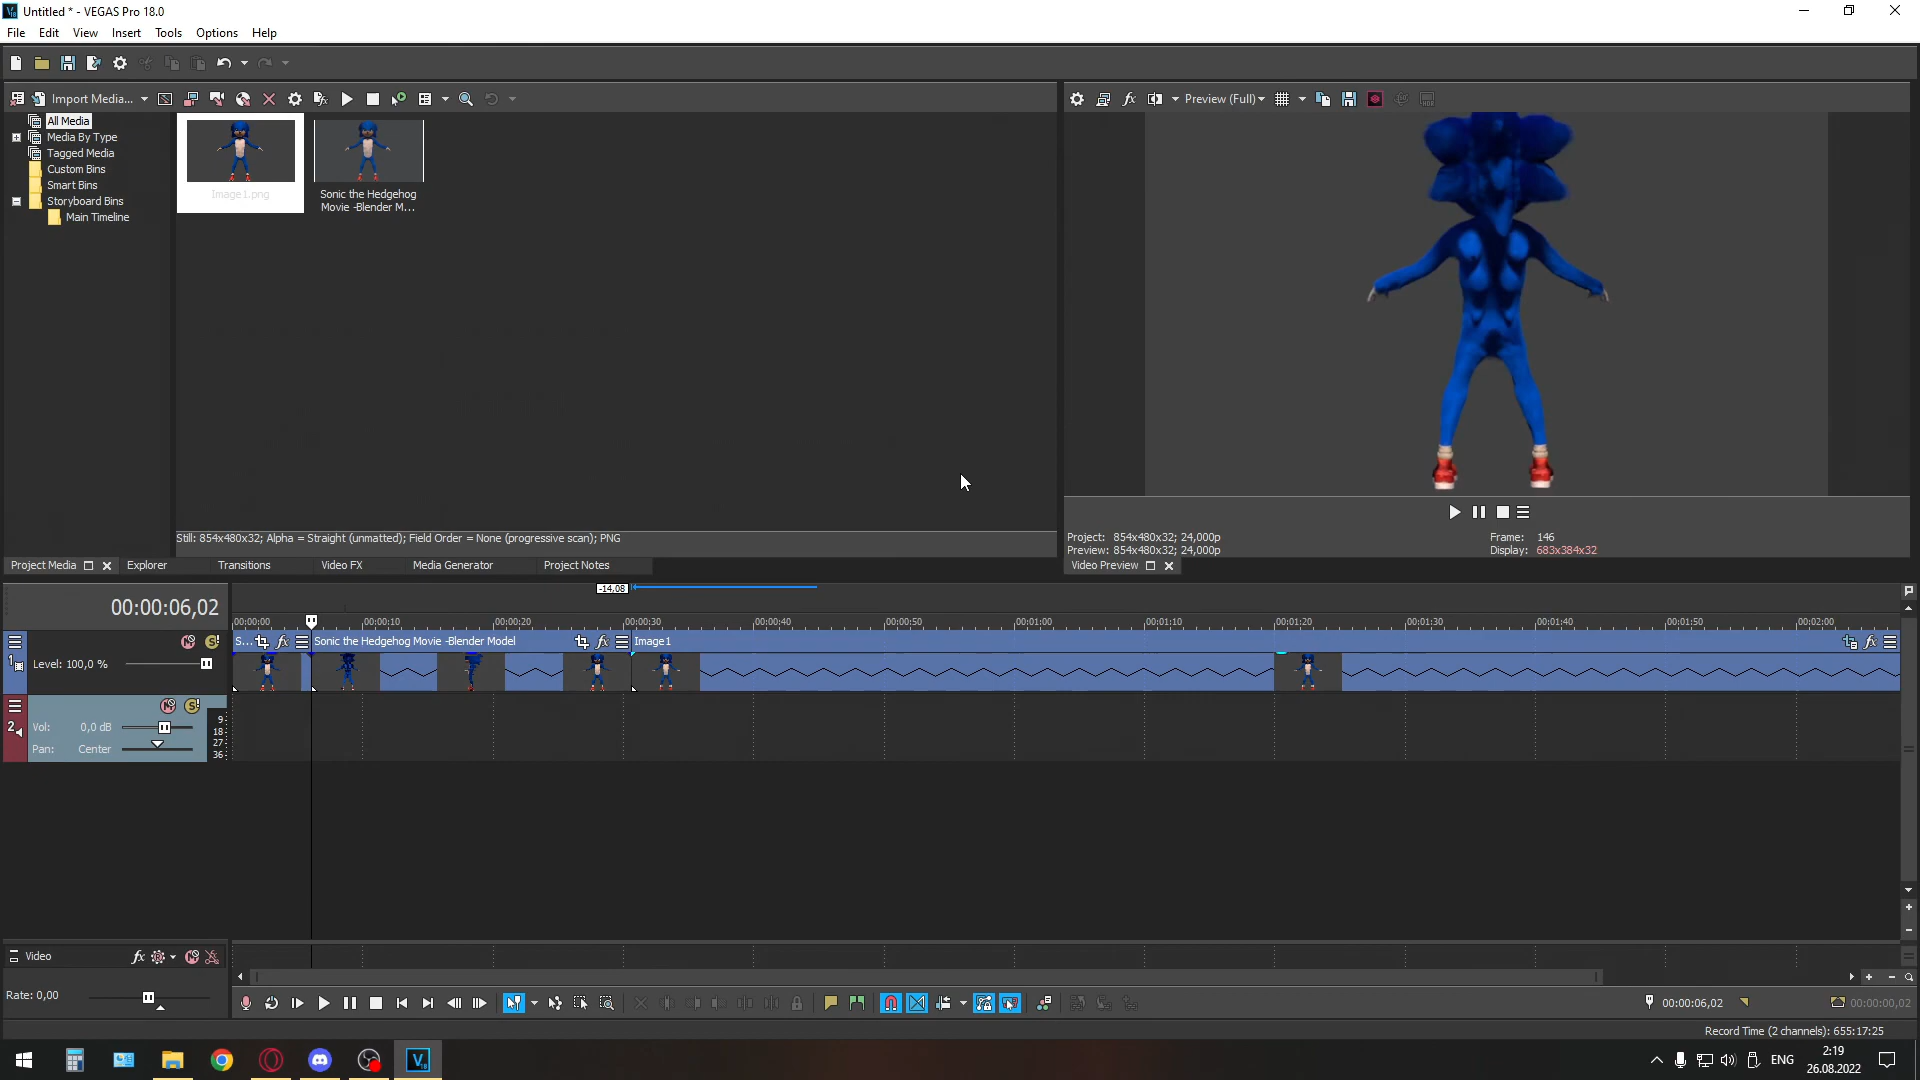 Untitled * - VEGAS Pro 18.0
File Edit View Insert Tools Options Help
Import Media...
Preview (Full)
All Media
Media By Type
Tagged Media
Custom Bins
Smart Bins
Storyboard Bins
Main Timeline
Image1.png
Sonic the Hedgehog
Movie -Blender M...
Still: 854x480x32; Alpha = Straight (unmatted); Field Order = None (progressive scan); PNG
Project: 854x480x32; 24,000p
Frame: 146
Preview: 854x480x32; 24,000p
Display: 683x384x32
Project Media Explorer Transitions Video FX Media Generator Project Notes
Video Preview
-14.08
00:00:06,02
00:00:00 00:00:10 00:00:20 00:00:30 00:00:40 00:00:50 00:01:00 00:01:10 00:01:20 00:01:30 00:01:40 00:01:50 00:02:00
S... Sonic the Hedgehog Movie -Blender Model Image1
1 Level: 100,0 %
2 Vol: 0,0 dB
Pan: Center
9
18
27
36
Video
Rate: 0,00
00:00:06,02
00:00:00,02
Record Time (2 channels): 655:17:25
ENG
2:19
26.08.2022